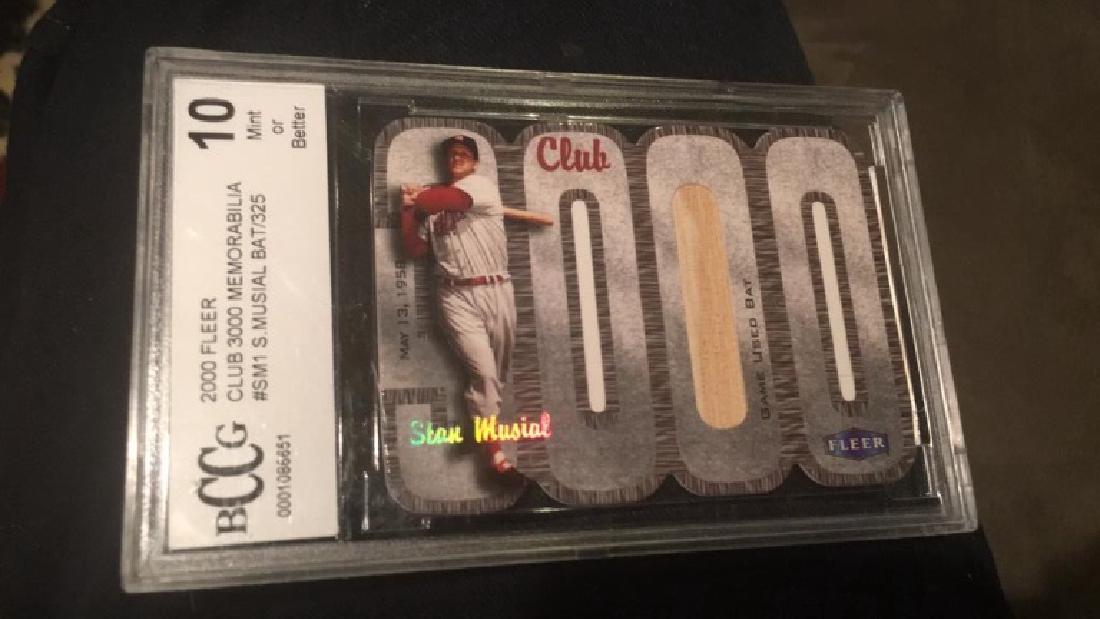 2000 FLEER
CLUB 3000 MEMORABILIA
#SM1 S.MUSIAL BAT/325
10
Mint
or
Better
BCCG
0001086651
Club
MAY 13, 1958
Stan Musial
GAME USED BAT
FLEER